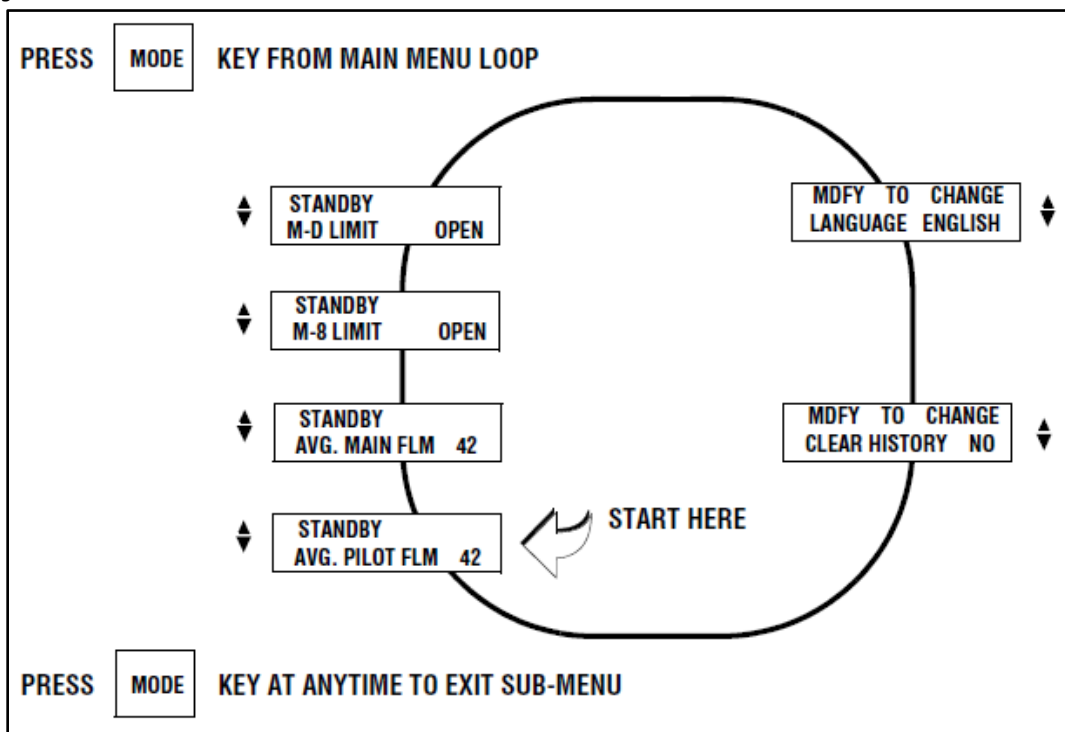 PRESS MODE KEY FROM MAIN MENU LOOP
STANDBY
M-D LIMIT OPEN
MDFY TO CHANGE
LANGUAGE ENGLISH
STANDBY
M-8 LIMIT OPEN
STANDBY
AVG. MAIN FLM 42
MDFY TO CHANGE
CLEAR HISTORY NO
STANDBY
AVG. PILOT FLM 42
START HERE
PRESS MODE KEY AT ANYTIME TO EXIT SUB-MENU